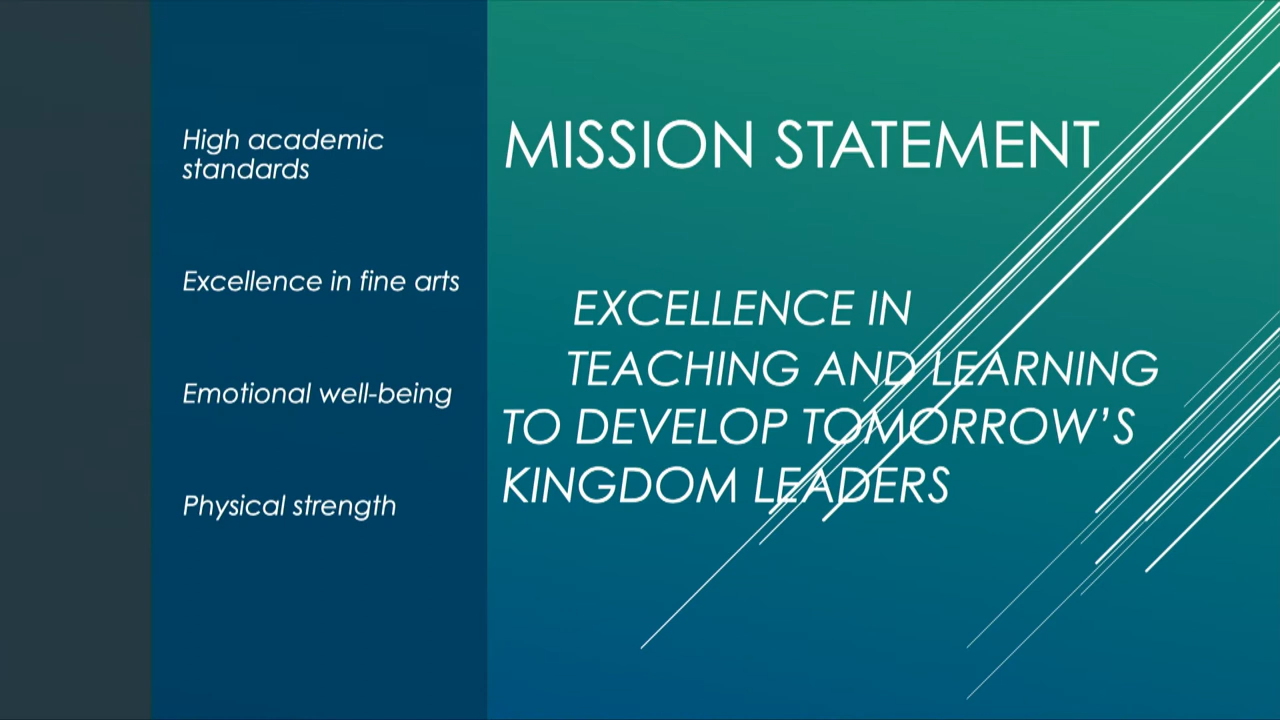 High academic
standards
Excellence in fine arts
Emotional well-being
Physical strength
MISSION STATEMENT
EXCELLENCE IN
TEACHING AND LEARNING
TO DEVELOP TOMORROW’S
KINGDOM LEADERS